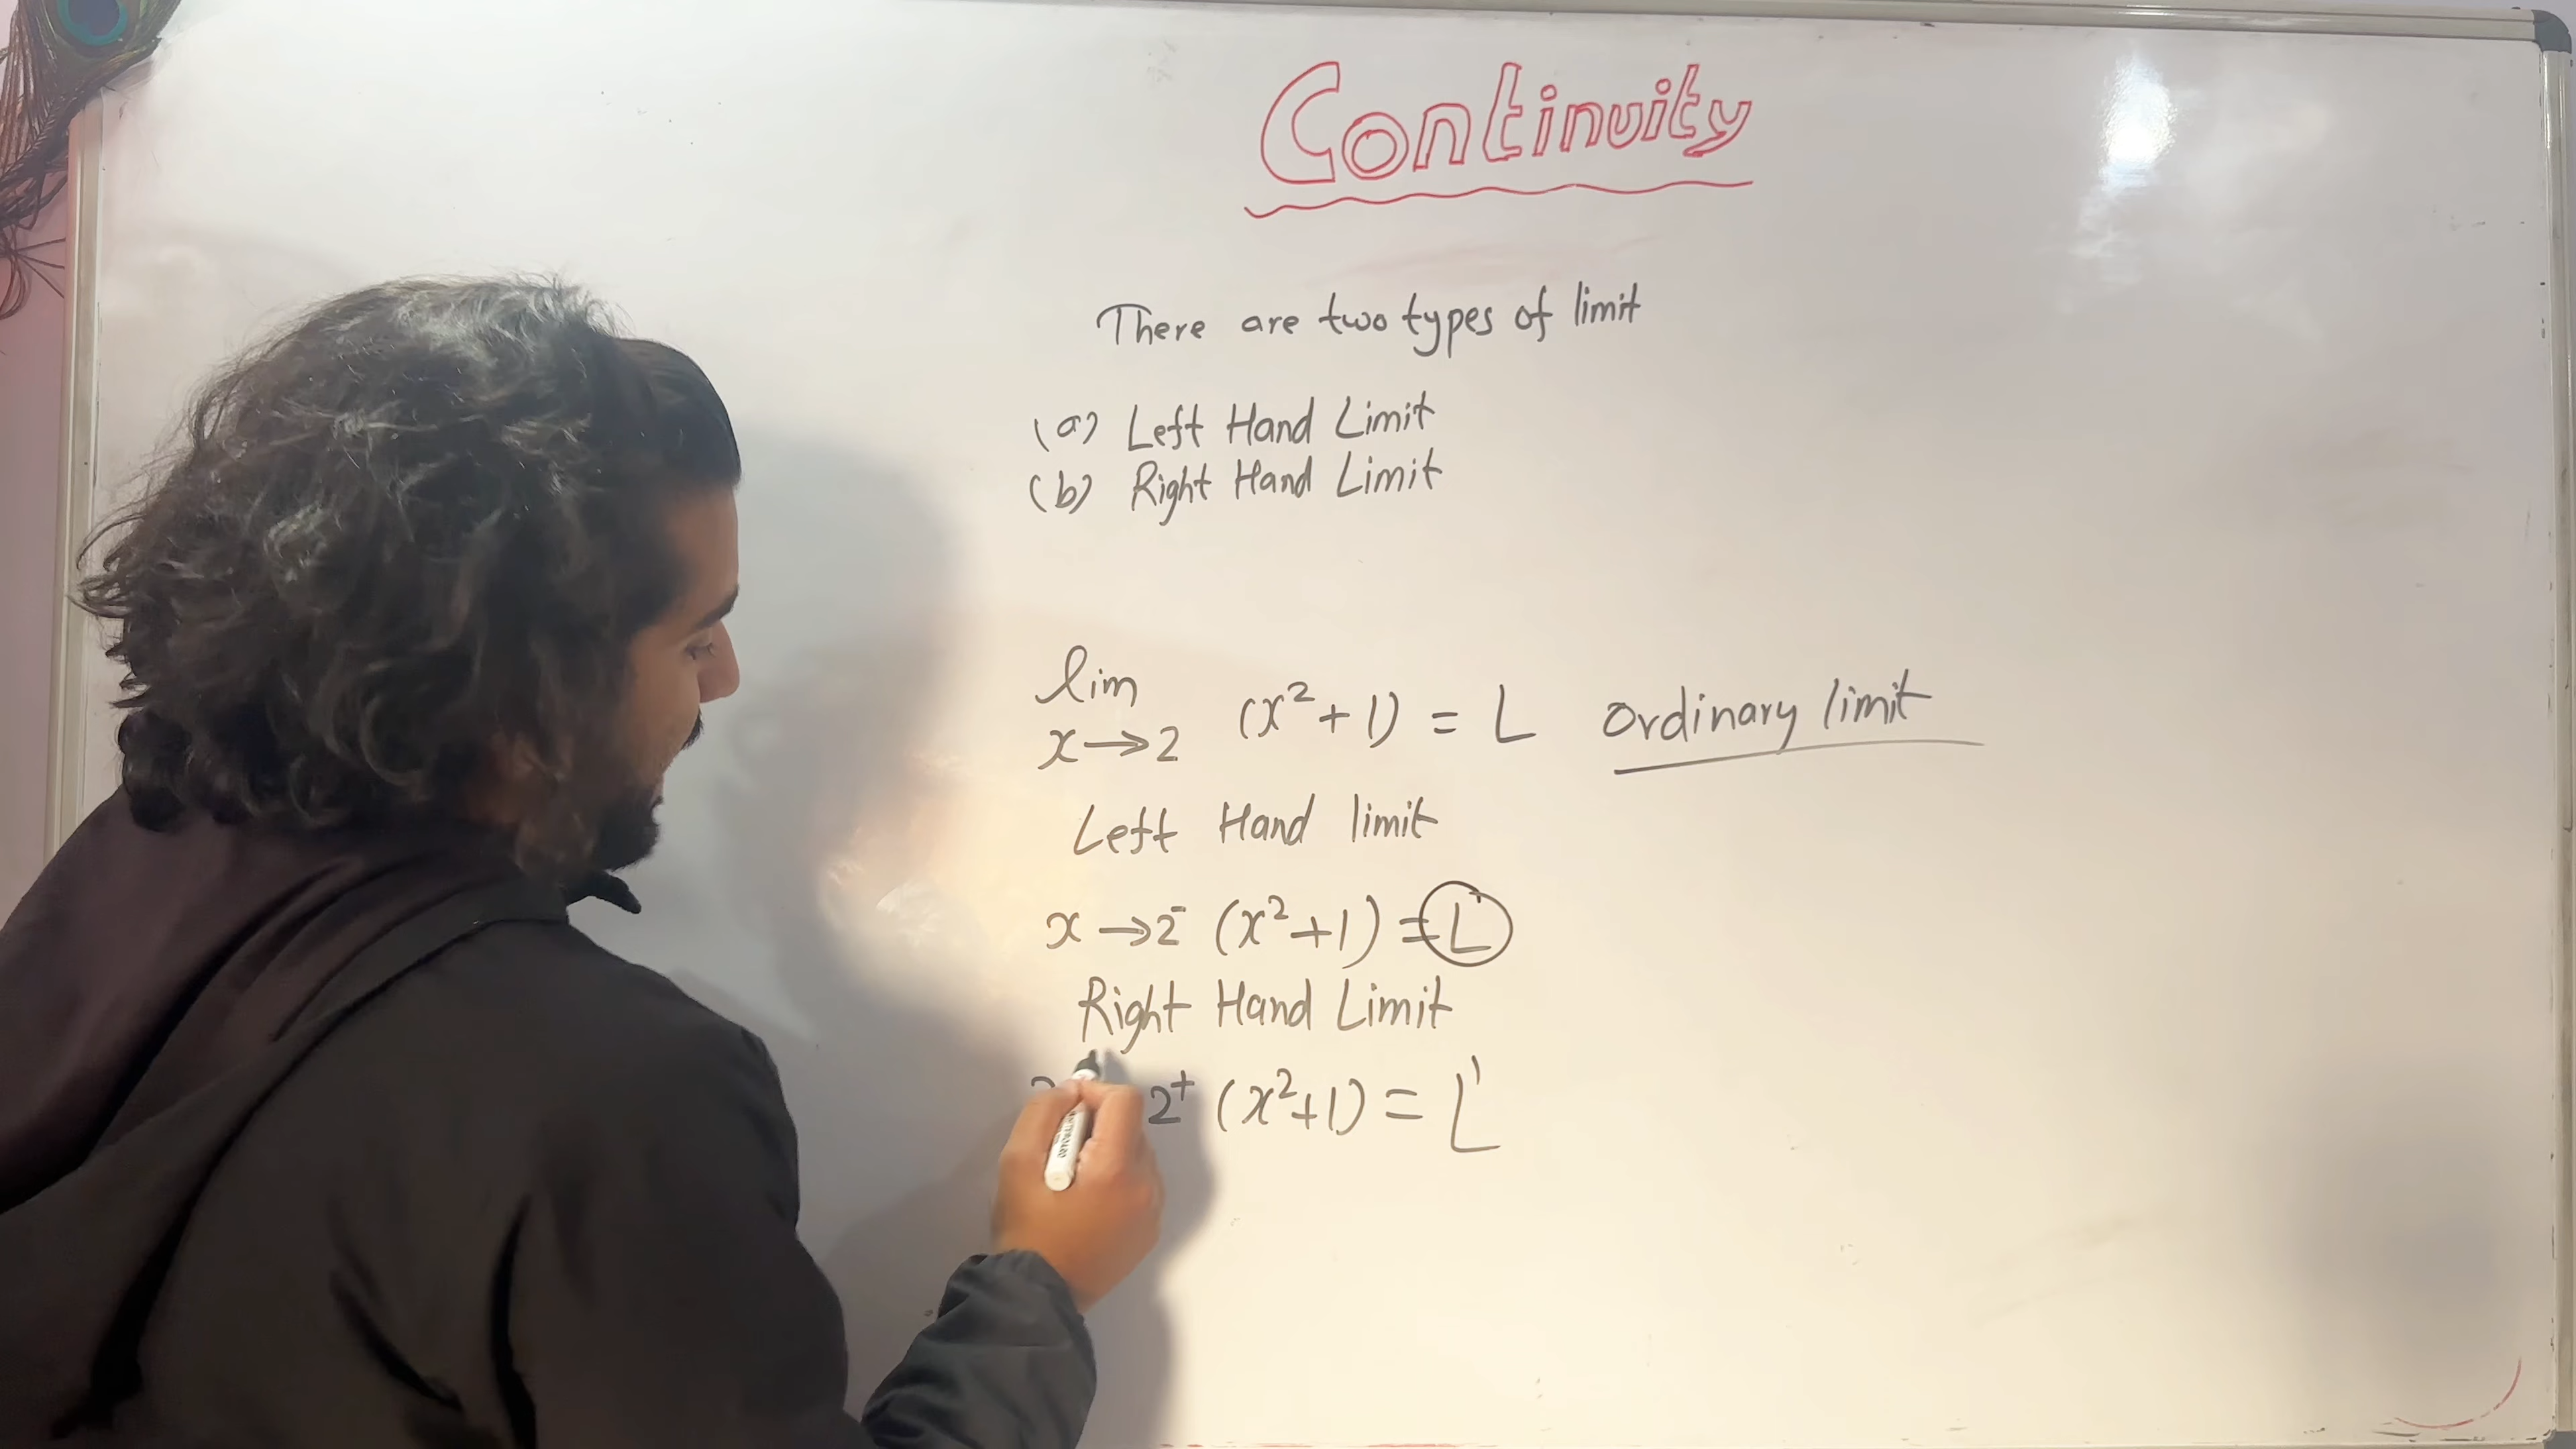 Continuity
There are two types of limit
(a) Left Hand Limit
(b) Right Hand Limit
lim
x→2 (x²+1) = L Ordinary limit
Left Hand limit
x→2⁻ (x²+1) = L'
Right Hand Limit
2⁺ (x²+1) = L'